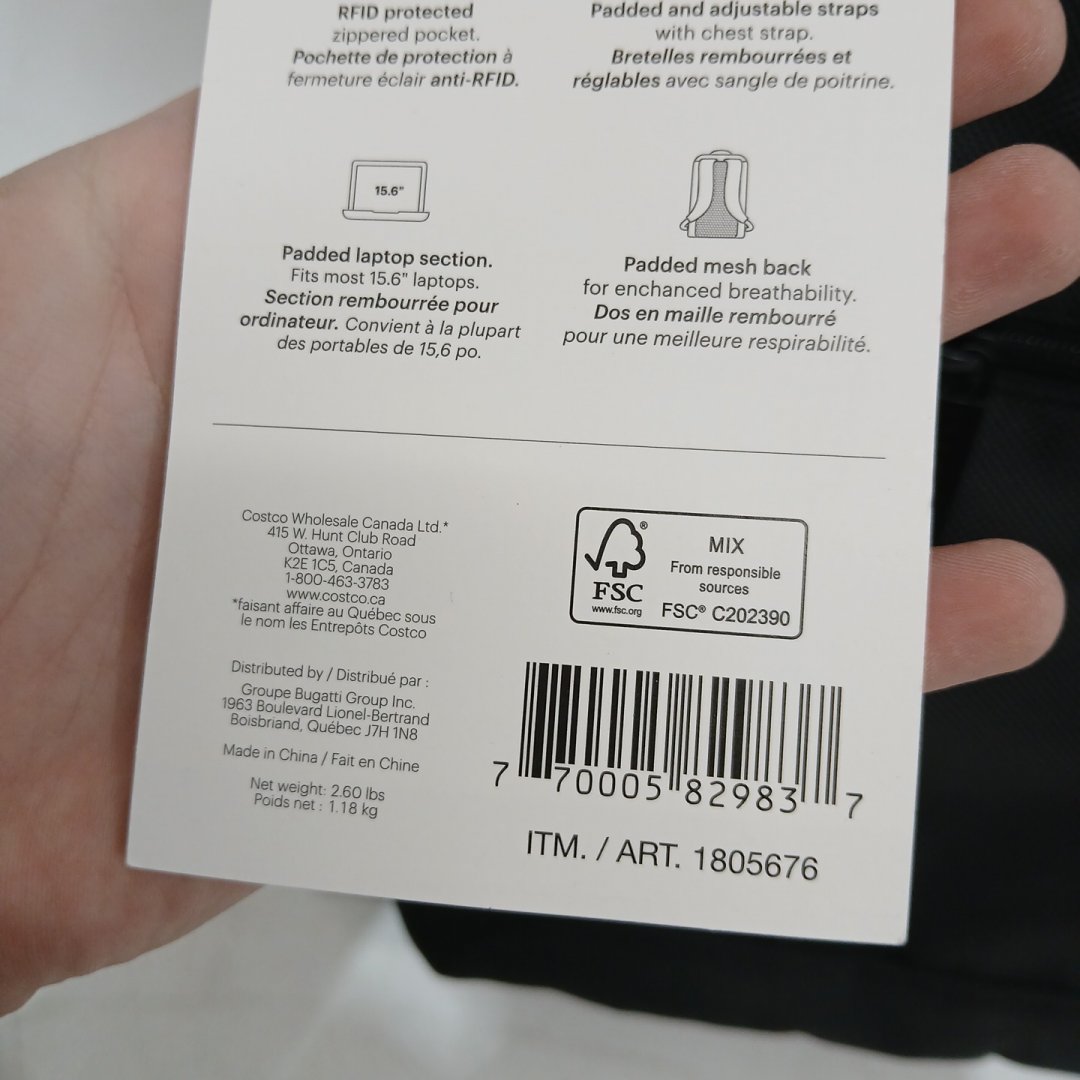 RFID protected
zippered pocket.
Pochette de protection à
fermeture éclair anti-RFID.
Padded and adjustable straps
with chest strap.
Bretelles rembourrées et
réglables avec sangle de poitrine.
15.6"
Padded laptop section.
Fits most 15.6" laptops.
Section rembourrée pour
ordinateur. Convient à la plupart
des portables de 15,6 po.
Padded mesh back
for enchanced breathability.
Dos en maille rembourré
pour une meilleure respirabilité.
Costco Wholesale Canada Ltd.*
415 W. Hunt Club Road
Ottawa, Ontario
K2E 1C5, Canada
1-800-463-3783
www.costco.ca
*faisant affaire au Québec sous
le nom les Entrepôts Costco
Distributed by / Distribué par :
Groupe Bugatti Group Inc.
1963 Boulevard Lionel-Bertrand
Boisbriand, Québec J7H 1N8
Made in China / Fait en Chine
Net weight: 2.60 lbs
Poids net : 1.18 kg
®
FSC
www.fsc.org
MIX
From responsible
sources
FSC® C202390
7 70005 82983 7
ITM. / ART. 1805676